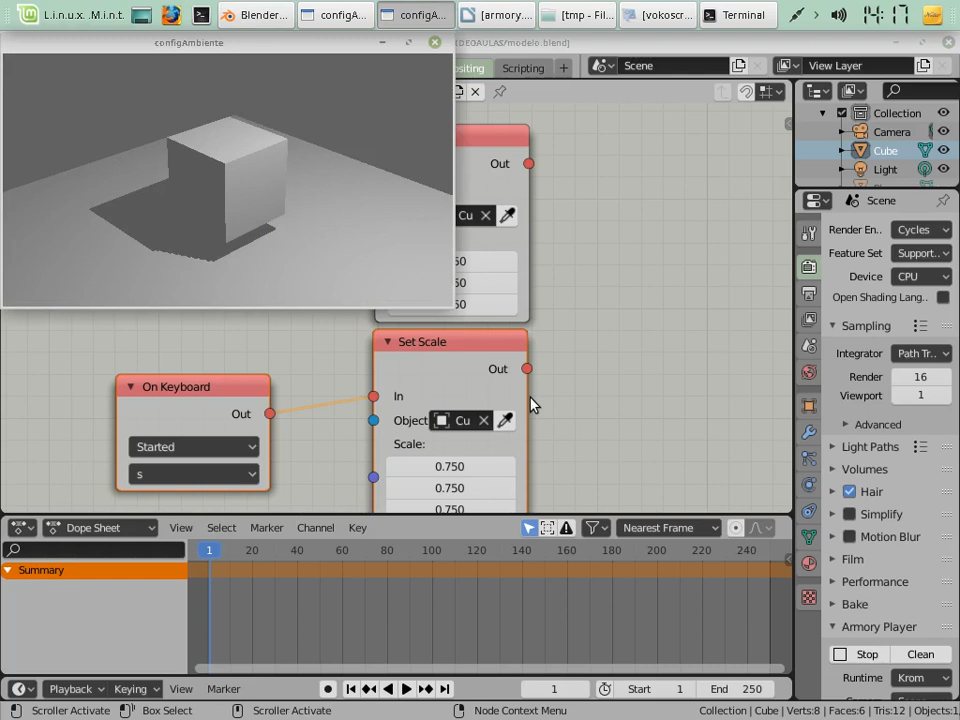 L.i.n.u.x. .M.i.n.t.
Blender...
configA...
configA...
[armory....
[tmp - Fil...
[vokoscr...
Terminal
14:17
configAmbiente
/modelo.blend]
ositing
Scripting
Scene
View Layer
Out
Cu
50
50
50
Set Scale
Out
In
Object
Cu
Scale:
0.750
0.750
0.750
On Keyboard
Out
Started
s
Collection
Camera
Cube
Light
Scene
Render En..
Cycles
Feature Set
Support..
Device
CPU
Open Shading Lang..
Sampling
Integrator
Path Tr..
Render
16
Viewport
1
Advanced
Light Paths
Volumes
Hair
Simplify
Motion Blur
Film
Performance
Bake
Armory Player
Stop
Clean
Runtime
Krom
Dope Sheet
View
Select
Marker
Channel
Key
Nearest Frame
1
20
40
60
80
100
120
140
160
180
200
220
240
Summary
Playback
Keying
View
Marker
1
Start
1
End
250
Scroller Activate
Box Select
Scroller Activate
Node Context Menu
Collection | Cube | Verts:8 | Faces:6 | Tris:12 | Objects:1